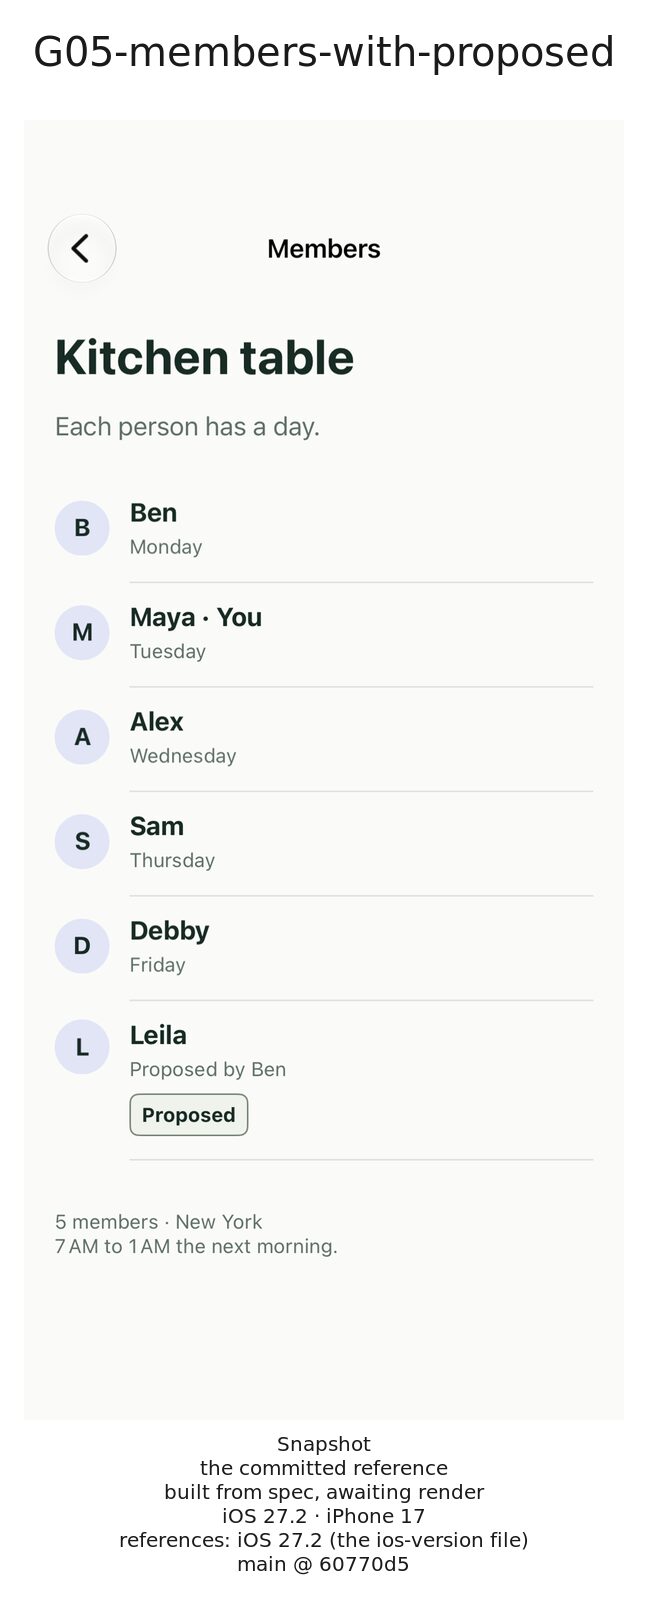 G05-members-with-proposed
Members
Kitchen table
Each person has a day.
B
Ben
Monday
M
Maya · You
Tuesday
A
Alex
Wednesday
S
Sam
Thursday
D
Debby
Friday
L
Leila
Proposed by Ben
Proposed
5 members · New York
7 AM to 1 AM the next morning.
Snapshot
the committed reference
built from spec, awaiting render
iOS 27.2 · iPhone 17
references: iOS 27.2 (the ios-version file)
main @ 60770d5